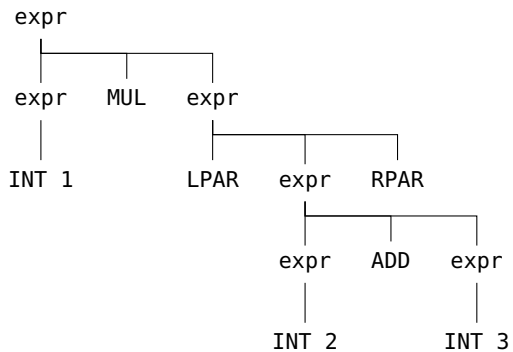 expr
expr MUL expr
INT 1 LPAR expr RPAR
expr ADD expr
INT 2 INT 3